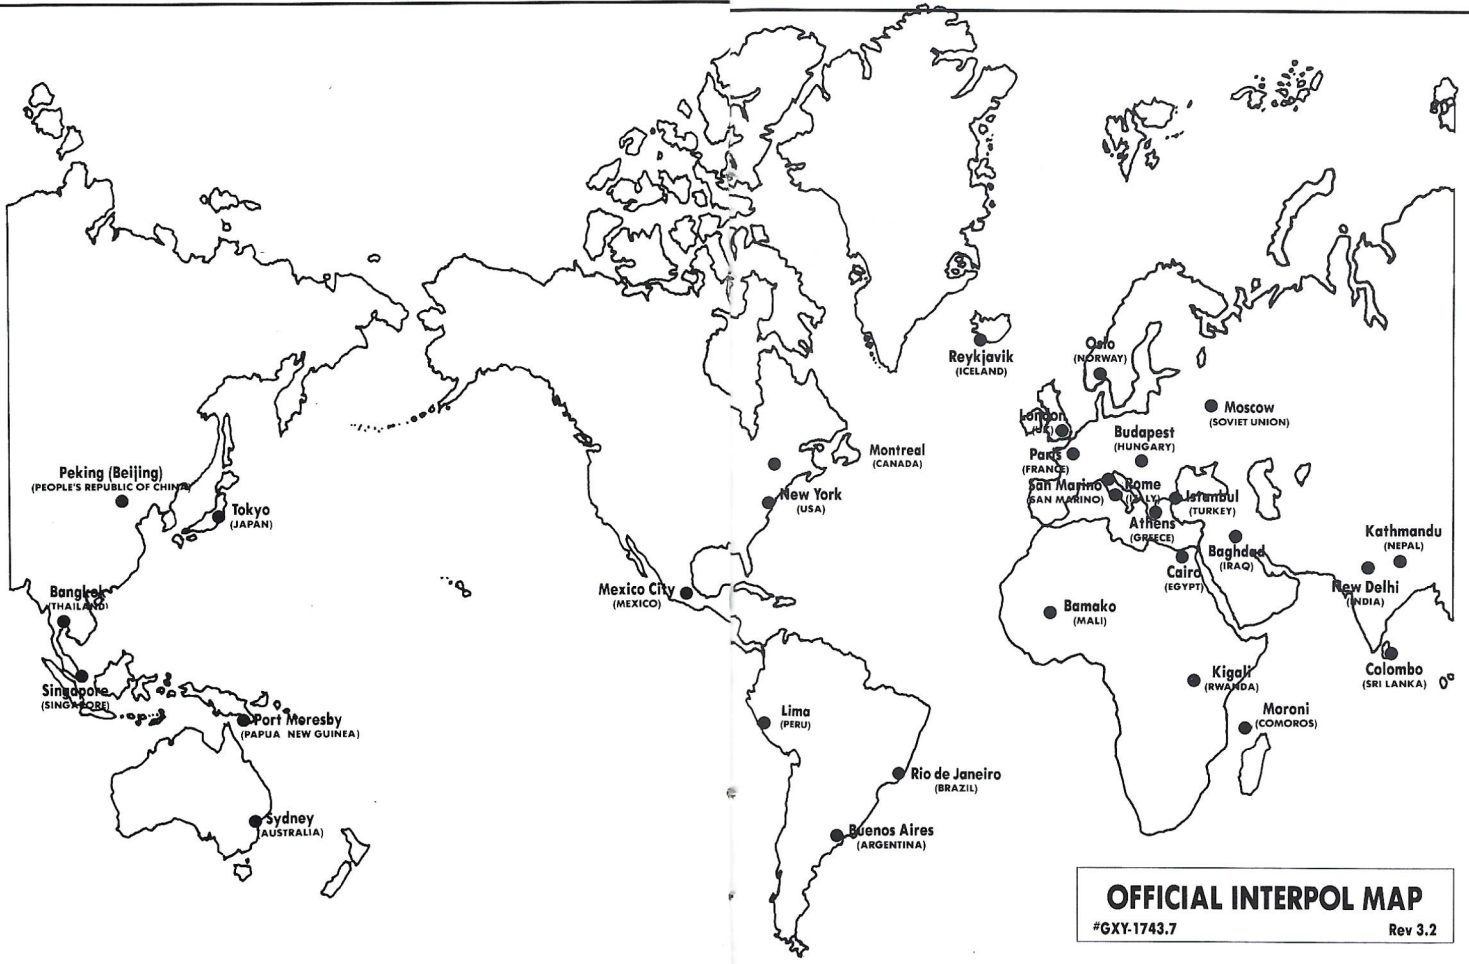 Reykjavik
(ICELAND)
Oslo
(NORWAY)
London
(UK)
Moscow
(SOVIET UNION)
Budapest
(HUNGARY)
Paris
(FRANCE)
Montreal
(CANADA)
Peking (Beijing)
(PEOPLE'S REPUBLIC OF CHINA)
Tokyo
(JAPAN)
New York
(USA)
San Marino
(SAN MARINO)
Rome
(ITALY)
Istanbul
(TURKEY)
Athens
(GREECE)
Baghdad
(IRAQ)
Kathmandu
(NEPAL)
Cairo
(EGYPT)
New Delhi
(INDIA)
Bangkok
(THAILAND)
Mexico City
(MEXICO)
Bamako
(MALI)
Colombo
(SRI LANKA)
Kigali
(RWANDA)
Singapore
(SINGAPORE)
Port Moresby
(PAPUA NEW GUINEA)
Lima
(PERU)
Moroni
(COMOROS)
Rio de Janeiro
(BRAZIL)
Sydney
(AUSTRALIA)
Buenos Aires
(ARGENTINA)
OFFICIAL INTERPOL MAP
#GXY-1743.7 Rev 3.2